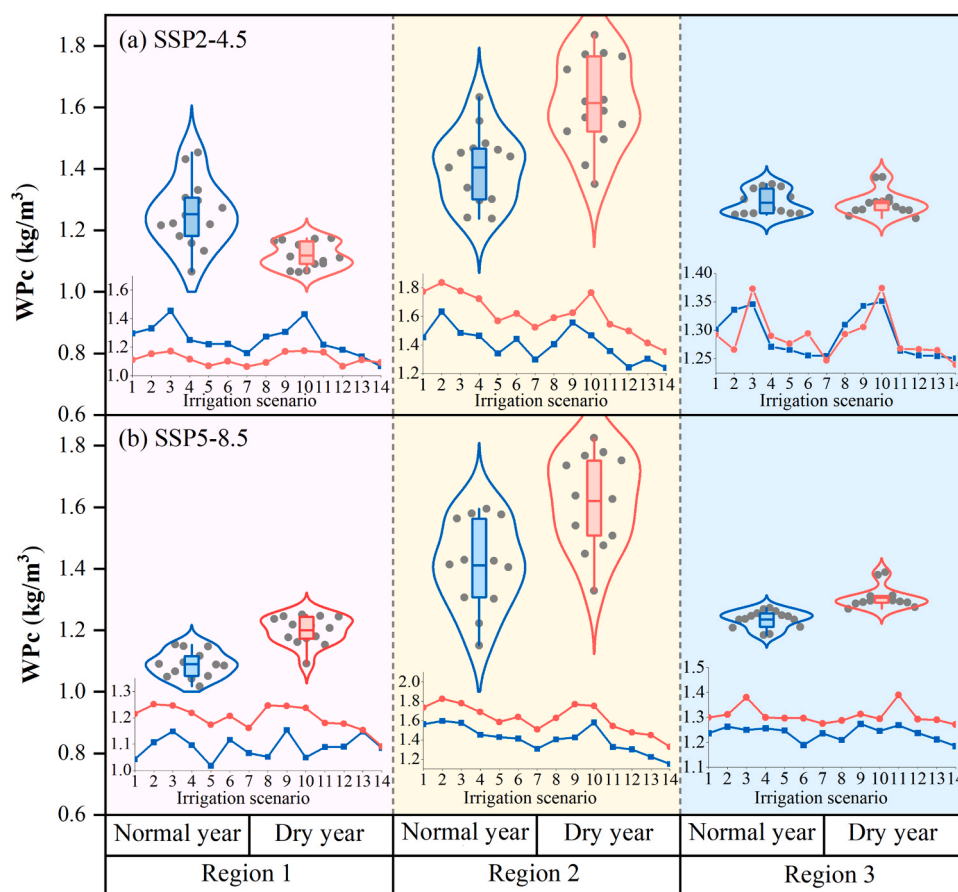 (a) SSP2-4.5
WPc (kg/m³)
1.8
1.6
1.4
1.2
1.0
0.8
0.6
1.6
1.4
1.2
1.0
1 2 3 4 5 6 7 8 9 10 11 12 13 14
Irrigation scenario
1.8
1.6
1.4
1.2
1 2 3 4 5 6 7 8 9 10 11 12 13 14
Irrigation scenario
1.40
1.35
1.30
1.25
1 2 3 4 5 6 7 8 9 10 11 12 13 14
Irrigation scenario
(b) SSP5-8.5
WPc (kg/m³)
1.8
1.6
1.4
1.2
1.0
0.8
0.6
1.3
1.2
1.1
1.0
1 2 3 4 5 6 7 8 9 10 11 12 13 14
Irrigation scenario
2.0
1.8
1.6
1.4
1.2
1 2 3 4 5 6 7 8 9 10 11 12 13 14
Irrigation scenario
1.5
1.4
1.3
1.2
1.1
1 2 3 4 5 6 7 8 9 10 11 12 13 14
Irrigation scenario
Normal year Dry year Normal year Dry year Normal year Dry year
Region 1 Region 2 Region 3